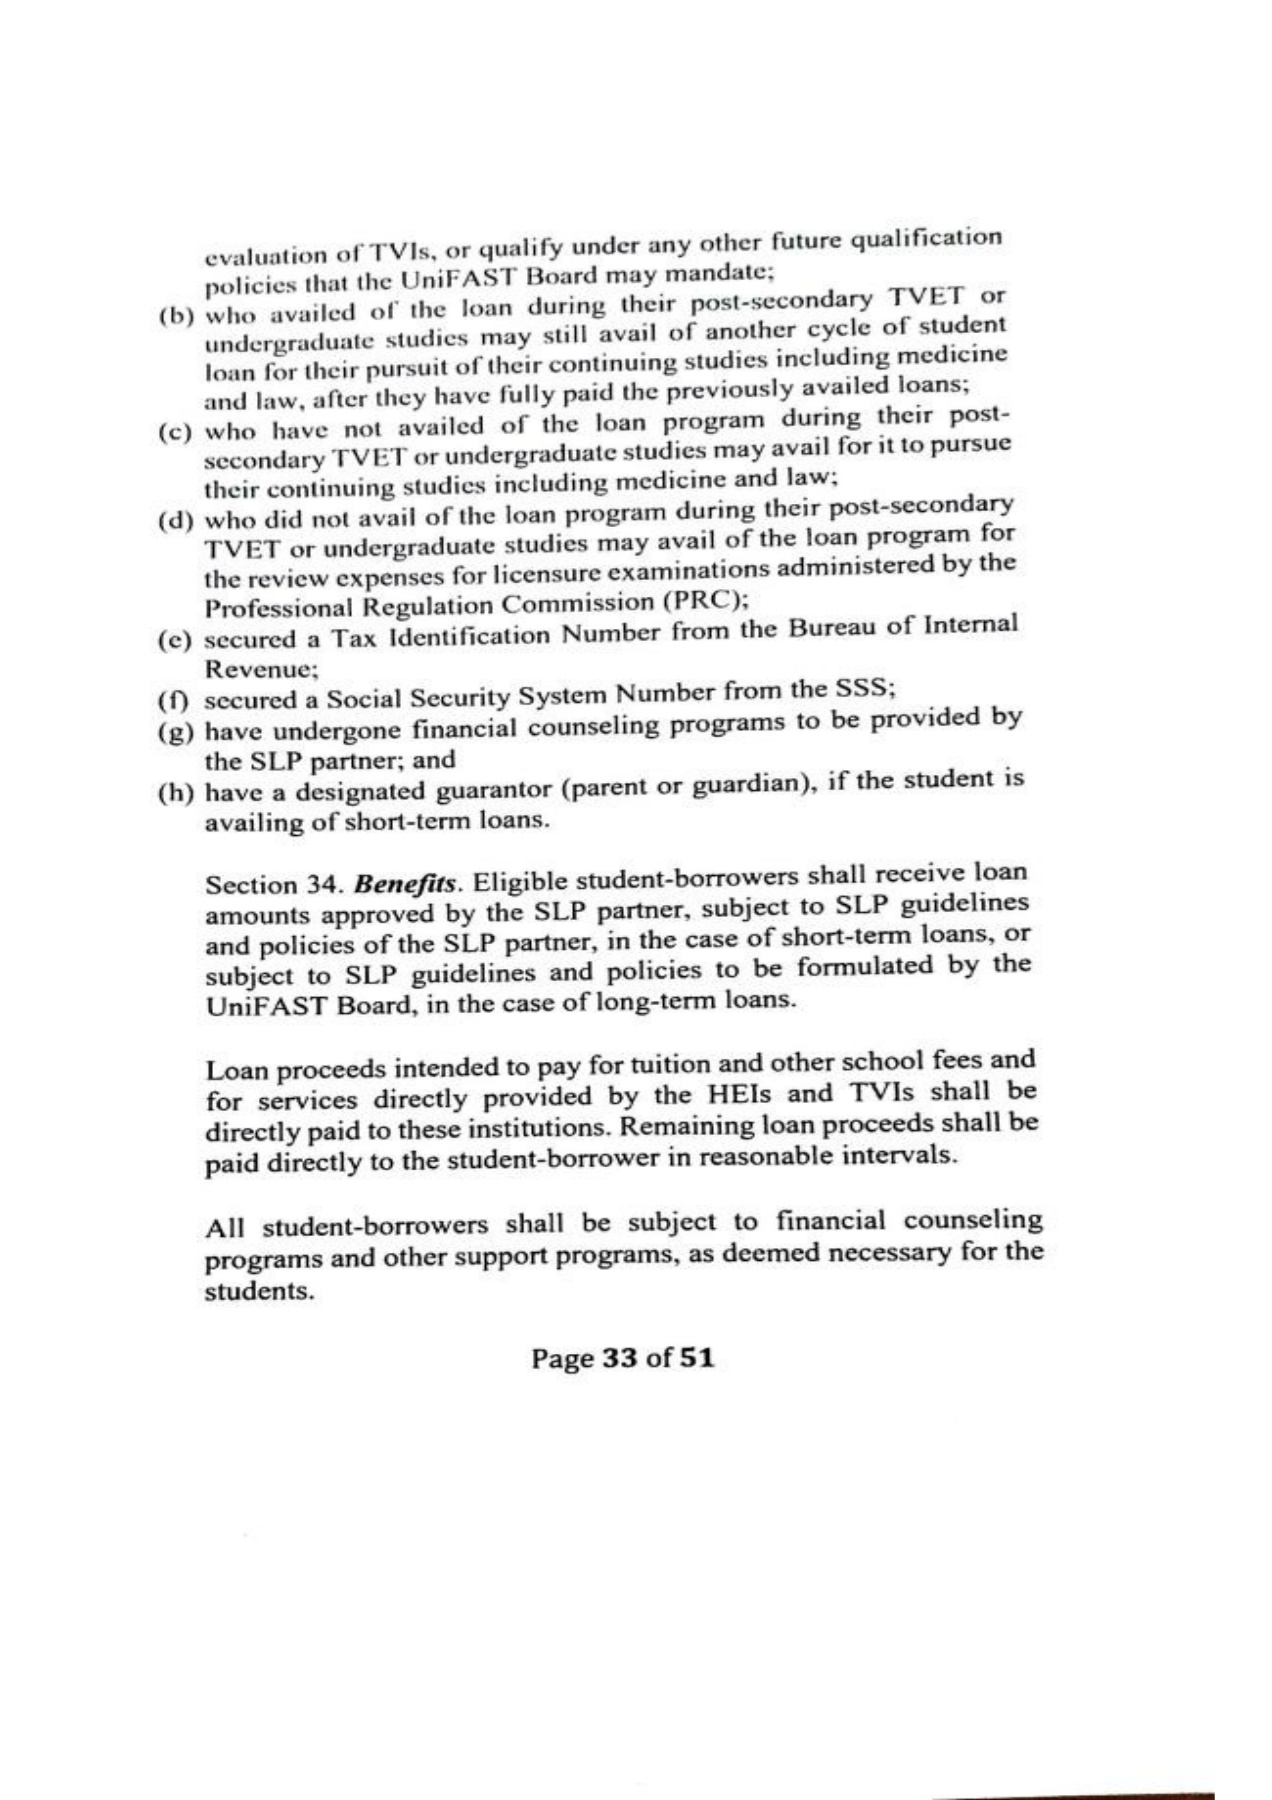 evaluation of TVIs, or qualify under any other future qualification
policies that the UniFAST Board may mandate;
(b) who availed of the loan during their post-secondary TVET or
undergraduate studies may still avail of another cycle of student
loan for their pursuit of their continuing studies including medicine
and law, after they have fully paid the previously availed loans;
(c) who have not availed of the loan program during their post-
secondary TVET or undergraduate studies may avail for it to pursue
their continuing studies including medicine and law;
(d) who did not avail of the loan program during their post-secondary
TVET or undergraduate studies may avail of the loan program for
the review expenses for licensure examinations administered by the
Professional Regulation Commission (PRC);
(e) secured a Tax Identification Number from the Bureau of Internal
Revenue;
(f) secured a Social Security System Number from the SSS;
(g) have undergone financial counseling programs to be provided by
the SLP partner; and
(h) have a designated guarantor (parent or guardian), if the student is
availing of short-term loans.
Section 34. Benefits. Eligible student-borrowers shall receive loan
amounts approved by the SLP partner, subject to SLP guidelines
and policies of the SLP partner, in the case of short-term loans, or
subject to SLP guidelines and policies to be formulated by the
UniFAST Board, in the case of long-term loans.
Loan proceeds intended to pay for tuition and other school fees and
for services directly provided by the HEIs and TVIs shall be
directly paid to these institutions. Remaining loan proceeds shall be
paid directly to the student-borrower in reasonable intervals.
All student-borrowers shall be subject to financial counseling
programs and other support programs, as deemed necessary for the
students.
Page 33 of 51